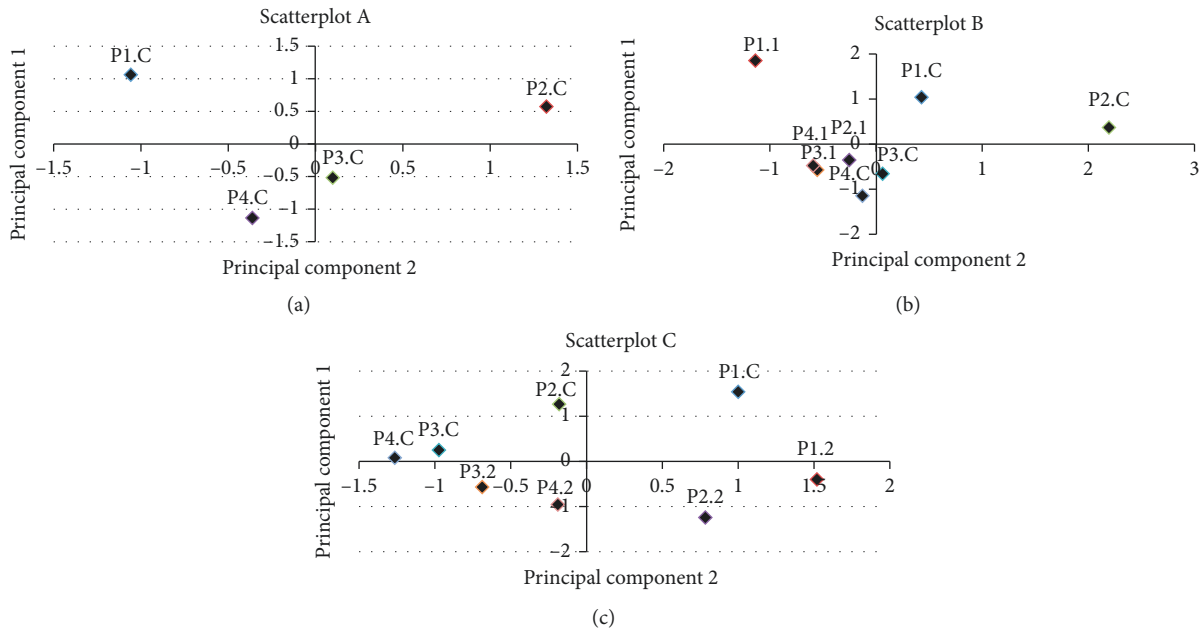 Scatterplot A
Principal component 1
1.5
1
0.5
0
−0.5
−1
−1.5
−1.5
−1
−0.5
0
0.5
1
1.5
P1.C
P2.C
P3.C
P4.C
Principal component 2
(a)
Scatterplot B
Principal component 1
2
1
0
−1
−2
−2
−1
0
1
2
3
P1.1
P1.C
P2.C
P4.1
P2.1
P3.1
P3.C
P4.C
Principal component 2
(b)
Scatterplot C
Principal component 1
2
1
0
−1
−2
−1.5
−1
−0.5
0
0.5
1
1.5
2
P1.C
P2.C
P3.C
P4.C
P1.2
P3.2
P4.2
P2.2
Principal component 2
(c)